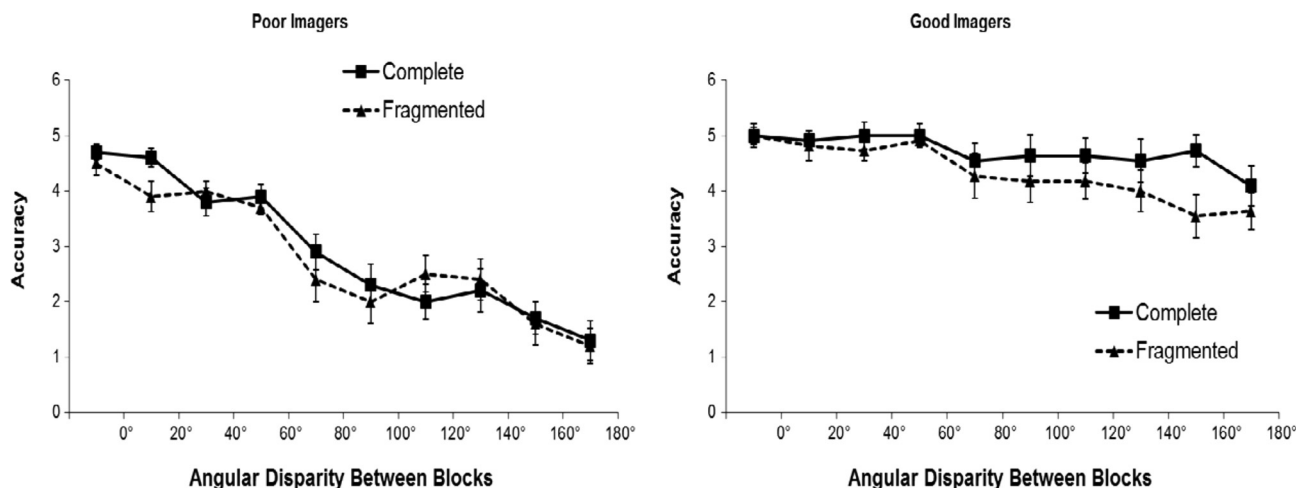 Poor Imagers
Complete
Fragmented
6
5
4
3
2
1
0
Accuracy
0° 20° 40° 60° 80° 100° 120° 140° 160° 180°
Angular Disparity Between Blocks
Good Imagers
6
5
4
3
2
1
0
Accuracy
Complete
Fragmented
0° 20° 40° 60° 80° 100° 120° 140° 160° 180°
Angular Disparity Between Blocks